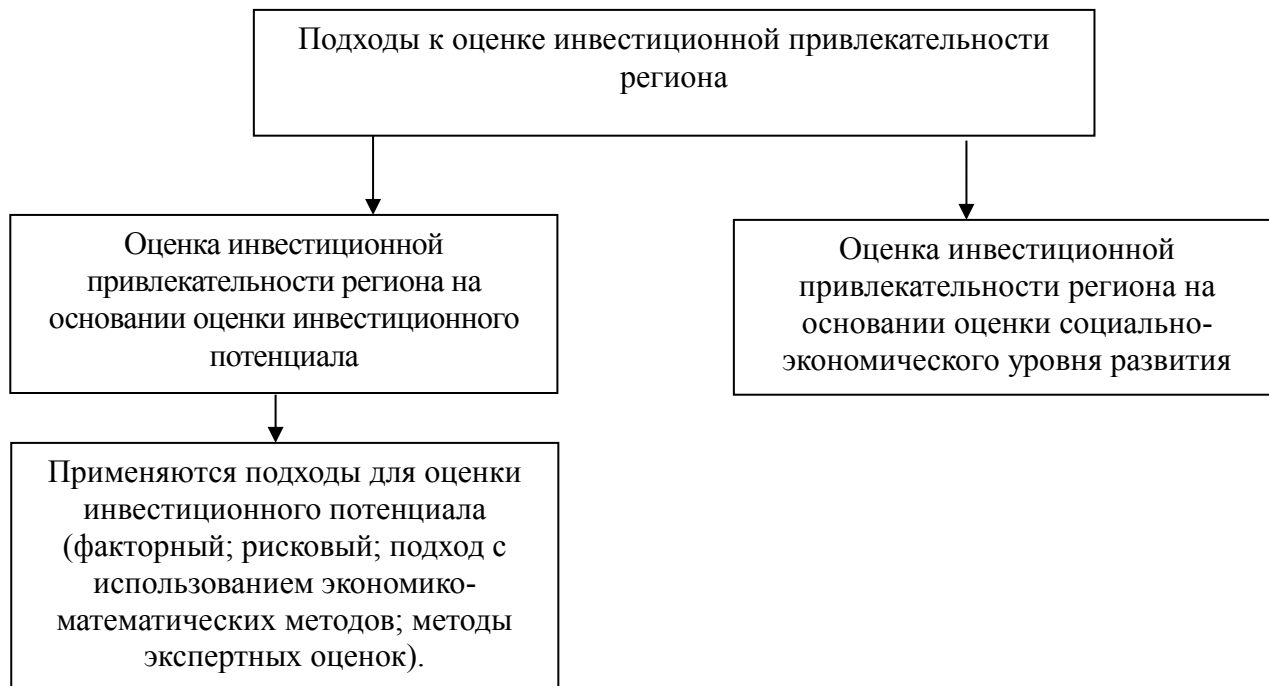 Подходы к оценке инвестиционной привлекательности
региона
Оценка инвестиционной
привлекательности региона на
основании оценки инвестиционного
потенциала
Оценка инвестиционной
привлекательности региона на
основании оценки социально-
экономического уровня развития
Применяются подходы для оценки
инвестиционного потенциала
(факторный; рисковый; подход с
использованием экономико-
математических методов; методы
экспертных оценок).